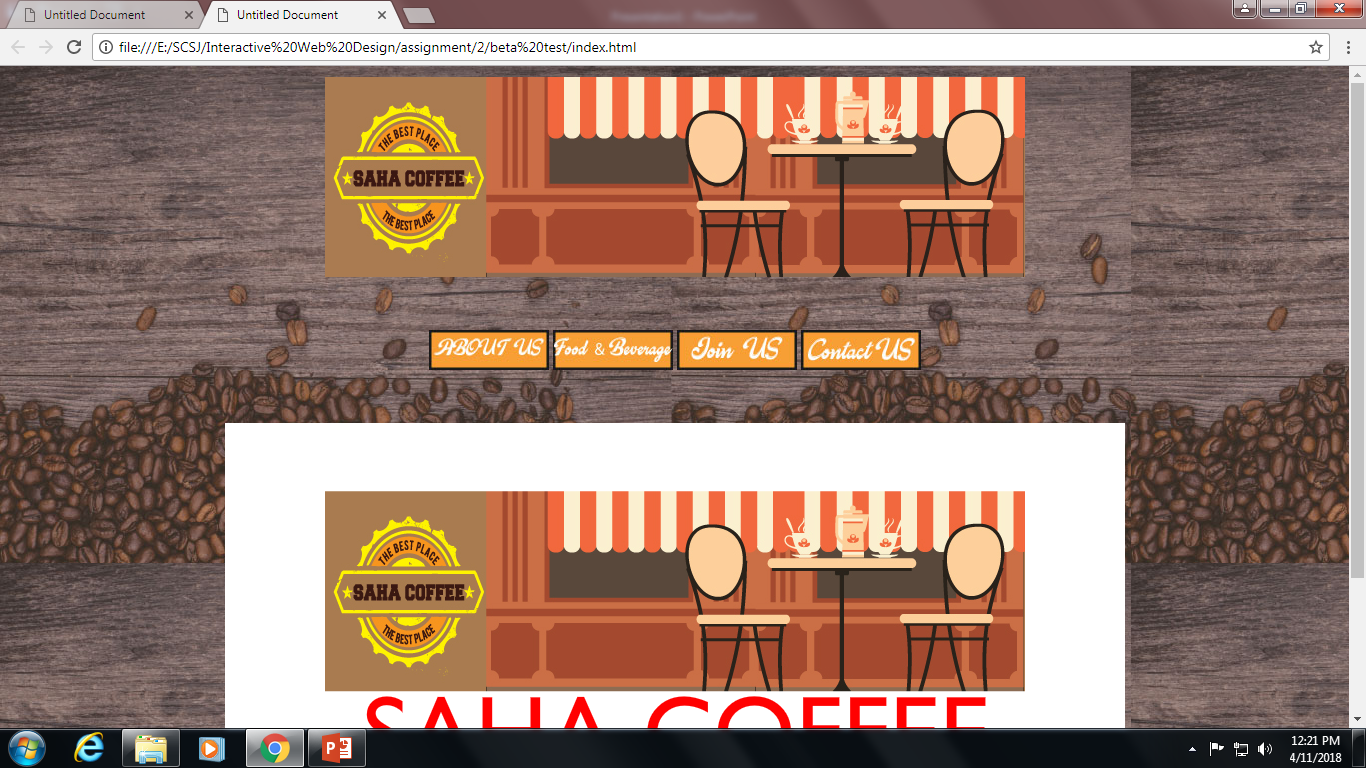 Untitled Document
Untitled Document
file:///E:/SCSJ/Interactive%20Web%20Design/assignment/2/beta%20test/index.html
THE BEST PLACE
SAHA COFFEE
THE BEST PLACE
ABOUT US
Food & Beverage
Join US
Contact US
THE BEST PLACE
SAHA COFFEE
THE BEST PLACE
SAHA COFFEE
12:21 PM
4/11/2018